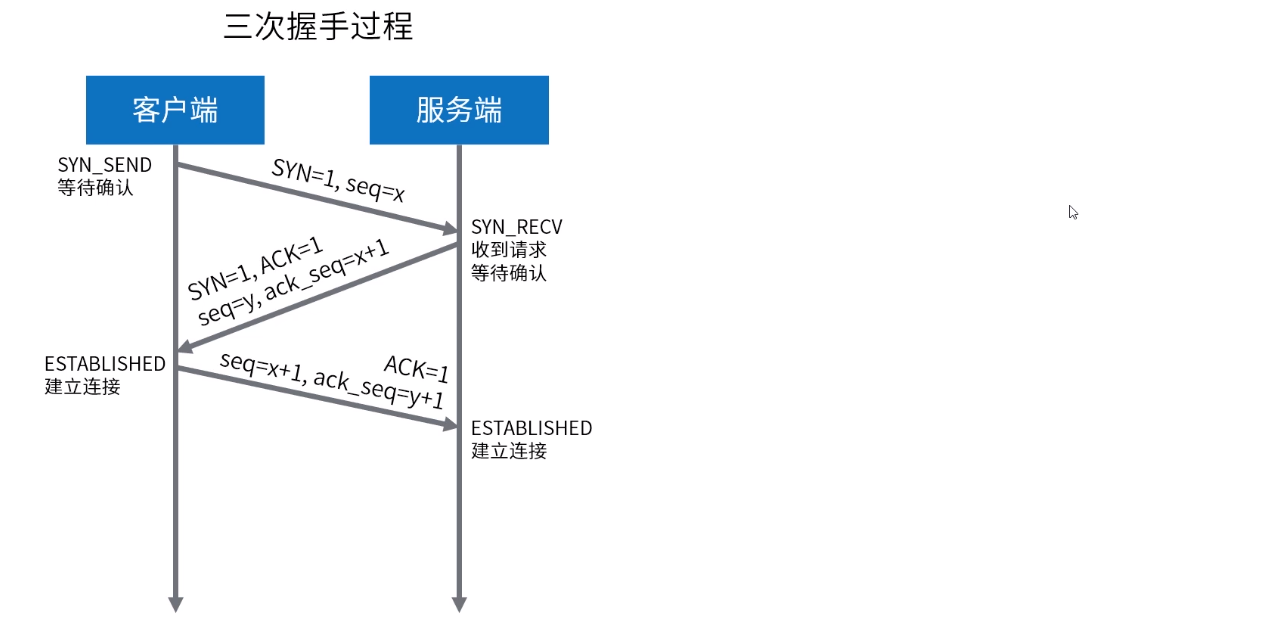 三次握手过程
客户端
服务端
SYN_SEND
等待确认
SYN=1, seq=x
SYN_RECV
收到请求
等待确认
SYN=1, ACK=1
seq=y, ack_seq=x+1
ESTABLISHED
建立连接
ACK=1
seq=x+1, ack_seq=y+1
ESTABLISHED
建立连接